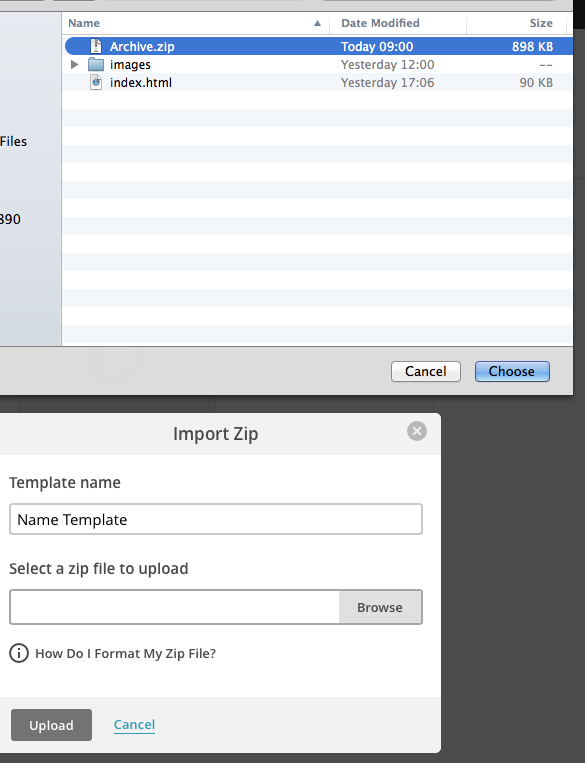 Name Date Modified Size
Archive.zip Today 09:00 898 KB
images Yesterday 12:00 --
index.html Yesterday 17:06 90 KB
Files
890
Cancel Choose
Import Zip
Template name
Name Template
Select a zip file to upload
Browse
How Do I Format My Zip File?
Upload Cancel